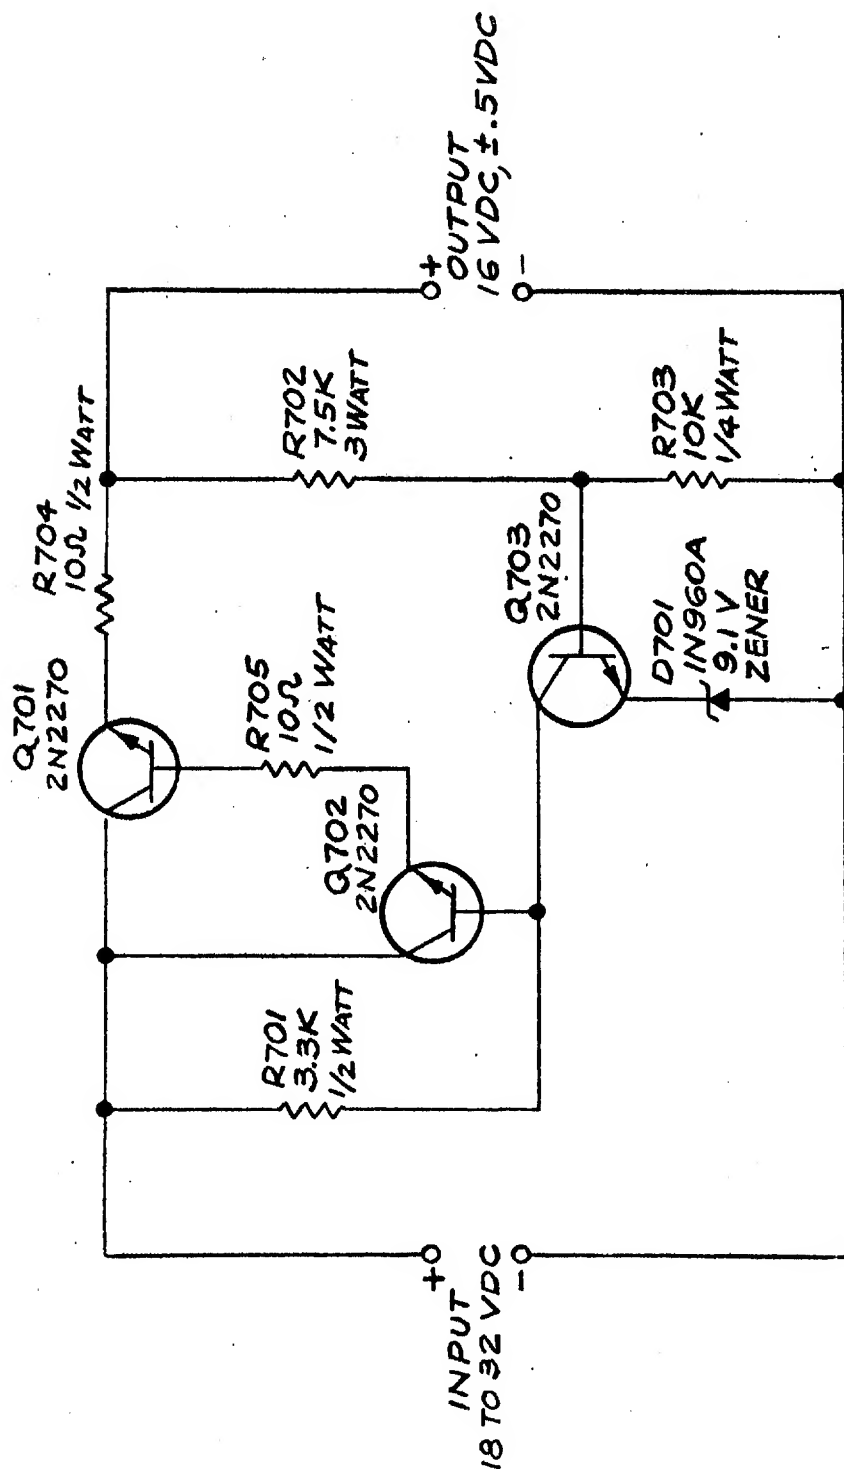 Q701
2N2270
R704
10Ω 1/2 WATT
R701
3.3K
1/2 WATT
Q702
2N2270
R705
10Ω
1/2 WATT
R702
7.5K
3 WATT
Q703
2N2270
D701
IN960A
9.1 V
ZENER
R703
10K
1/4 WATT
INPUT
18 TO 32 VDC
+
-
+
-
OUTPUT
16 VDC, ±.5VDC